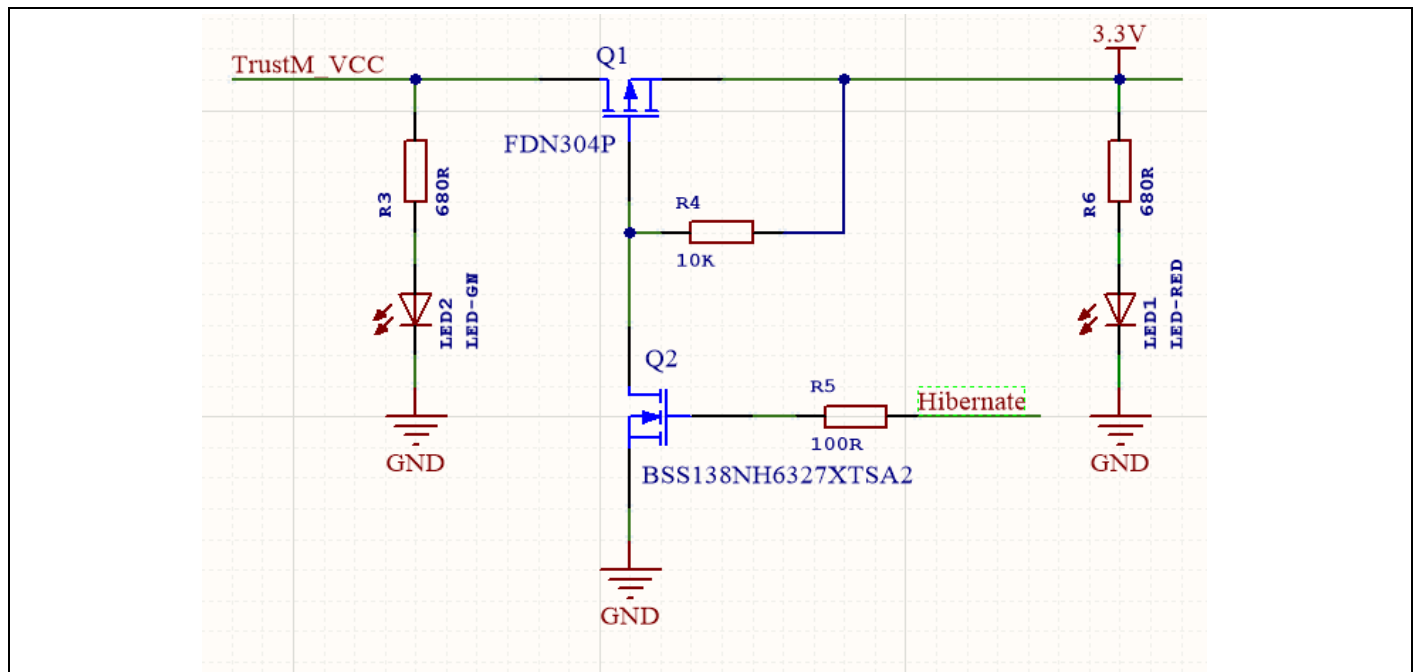 3.3V
TrustM_VCC
Q1
FDN304P
R3
680R
R4
10K
R6
680R
LED2
LED-GN
LED1
LED-RED
Q2
R5
100R
Hibernate
GND
GND
BSS138NH6327XTSA2
GND